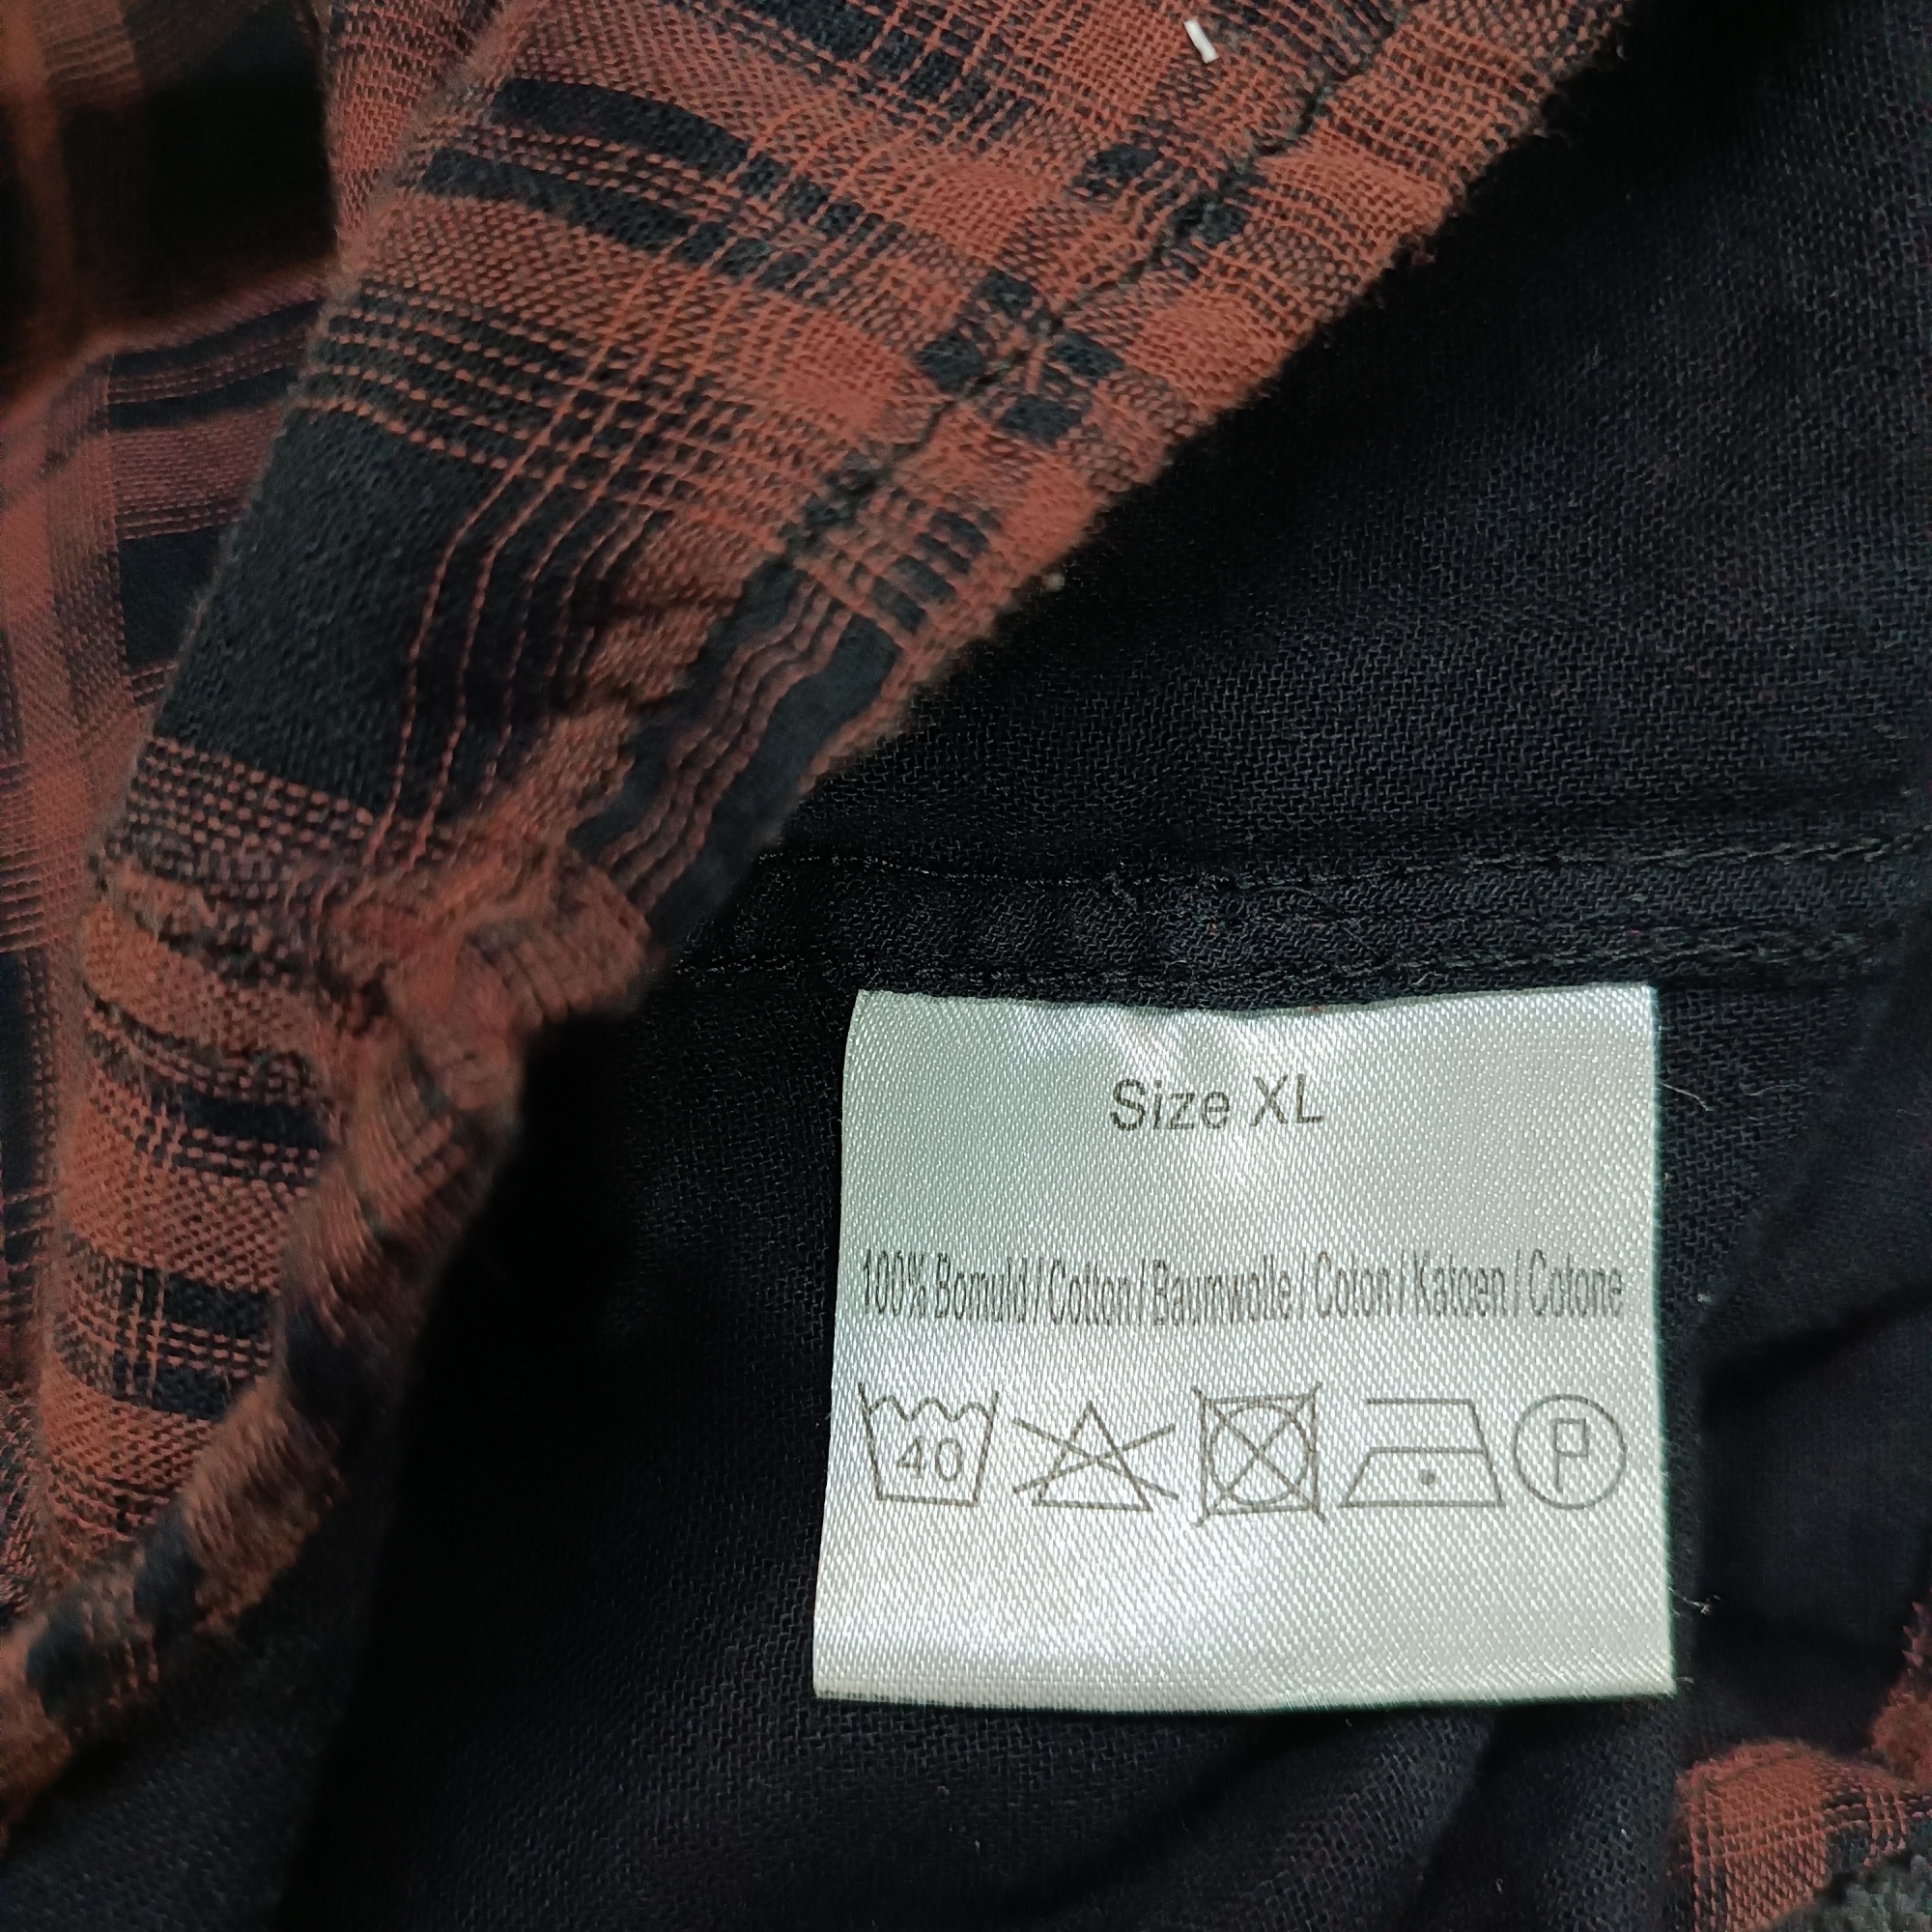 Size XL
100% Bomuld / Cotton / Baumwolle / Coton / Katoen / Cotone
40 P